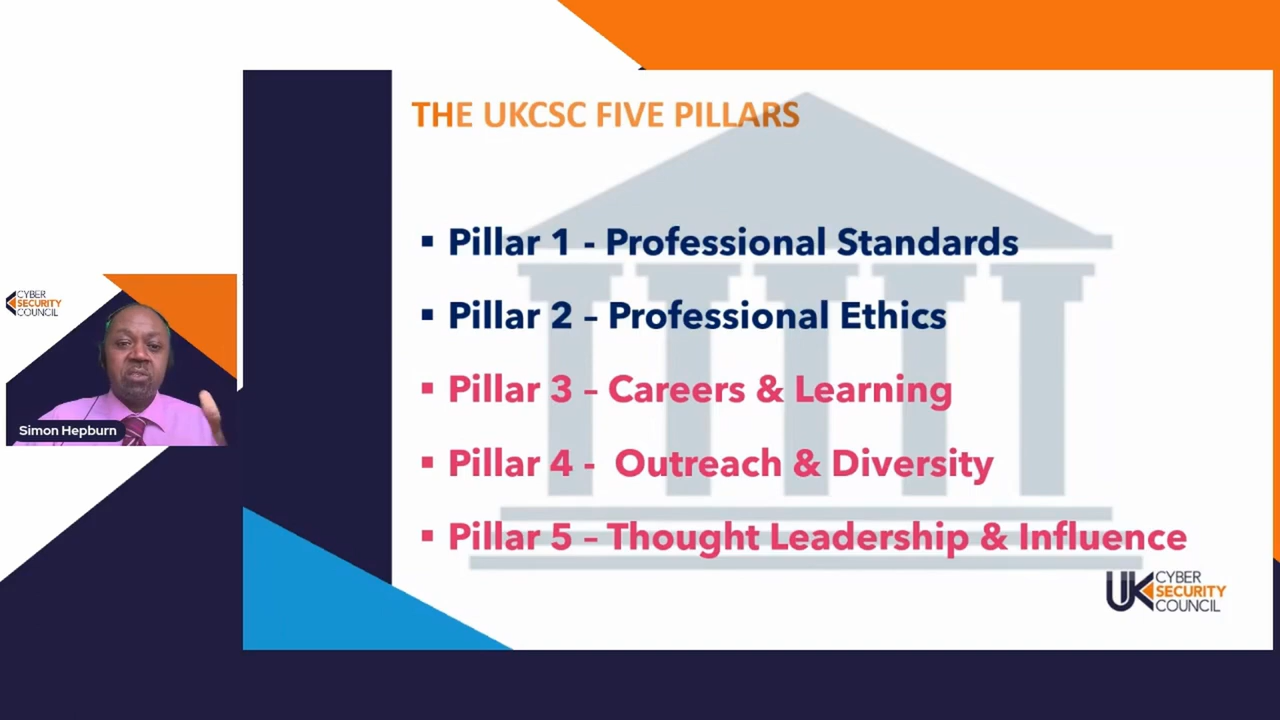 THE UKCSC FIVE PILLARS
▪ Pillar 1 - Professional Standards
▪ Pillar 2 – Professional Ethics
▪ Pillar 3 – Careers & Learning
▪ Pillar 4 -  Outreach & Diversity
▪ Pillar 5 – Thought Leadership & Influence
CYBER
SECURITY
COUNCIL
Simon Hepburn
UK CYBER
SECURITY
COUNCIL